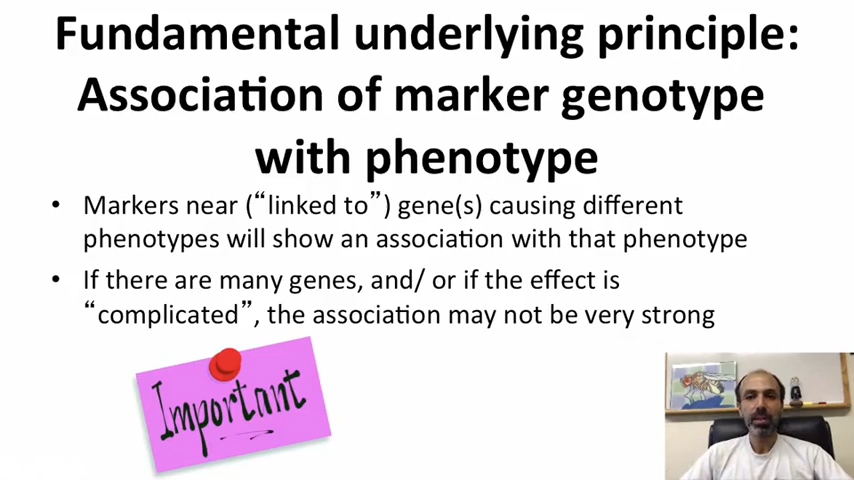 Fundamental underlying principle:
Association of marker genotype
with phenotype
• Markers near (“linked to”) gene(s) causing different
phenotypes will show an association with that phenotype
• If there are many genes, and/ or if the effect is
“complicated”, the association may not be very strong
Important